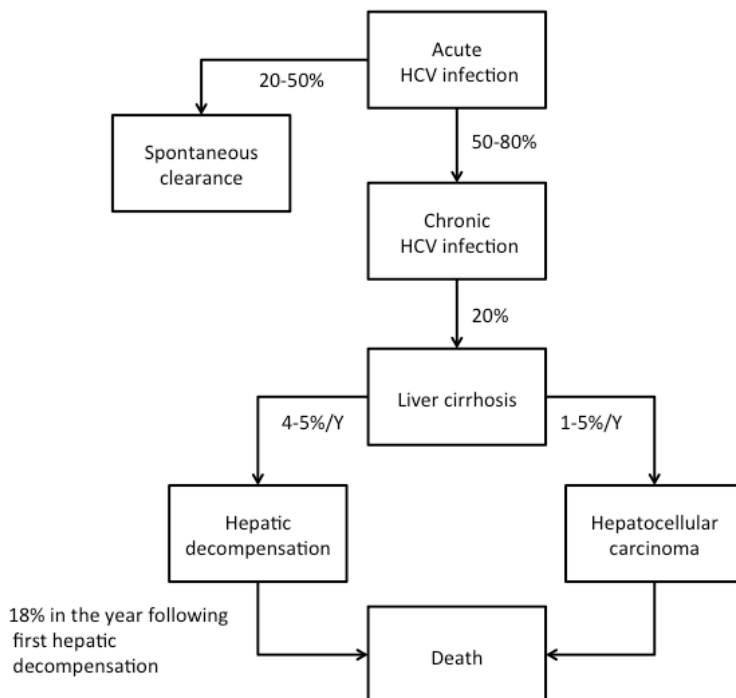 Acute
HCV infection
20-50%
Spontaneous
clearance
50-80%
Chronic
HCV infection
20%
Liver cirrhosis
4-5%/Y
1-5%/Y
Hepatic
decompensation
Hepatocellular
carcinoma
18% in the year following
first hepatic
decompensation
Death